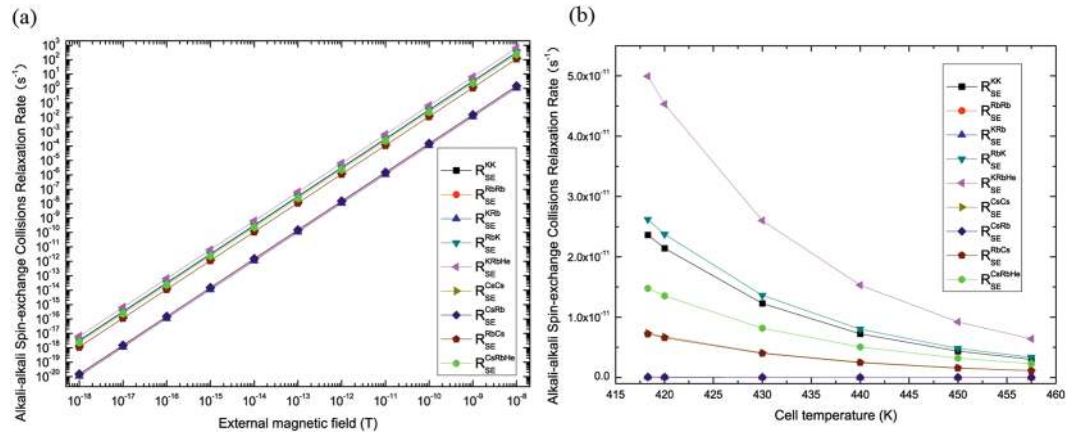 (a)
Alkali-alkali Spin-exchange Collisions Relaxation Rate (s⁻¹)
10³
10²
10¹
10⁰
10⁻¹
10⁻²
10⁻³
10⁻⁴
10⁻⁵
10⁻⁶
10⁻⁷
10⁻⁸
10⁻⁹
10⁻¹⁰
10⁻¹¹
10⁻¹²
10⁻¹³
10⁻¹⁴
10⁻¹⁵
10⁻¹⁶
10⁻¹⁷
10⁻¹⁸
10⁻¹⁹
10⁻²⁰
R_SE^KK
R_SE^RbRb
R_SE^KRb
R_SE^RbK
R_SE^KRbHe
R_SE^CsCs
R_SE^CsRb
R_SE^RbCs
R_SE^CsRbHe
10⁻¹⁸ 10⁻¹⁷ 10⁻¹⁶ 10⁻¹⁵ 10⁻¹⁴ 10⁻¹³ 10⁻¹² 10⁻¹¹ 10⁻¹⁰ 10⁻⁹ 10⁻⁸
External magnetic field (T)
(b)
Alkali-alkali Spin-exchange Collisions Relaxation Rate (s⁻¹)
5.0x10⁻¹¹
4.0x10⁻¹¹
3.0x10⁻¹¹
2.0x10⁻¹¹
1.0x10⁻¹¹
0.0
R_SE^KK
R_SE^RbRb
R_SE^KRb
R_SE^RbK
R_SE^KRbHe
R_SE^CsCs
R_SE^CsRb
R_SE^RbCs
R_SE^CsRbHe
415 420 425 430 435 440 445 450 455 460
Cell temperature (K)